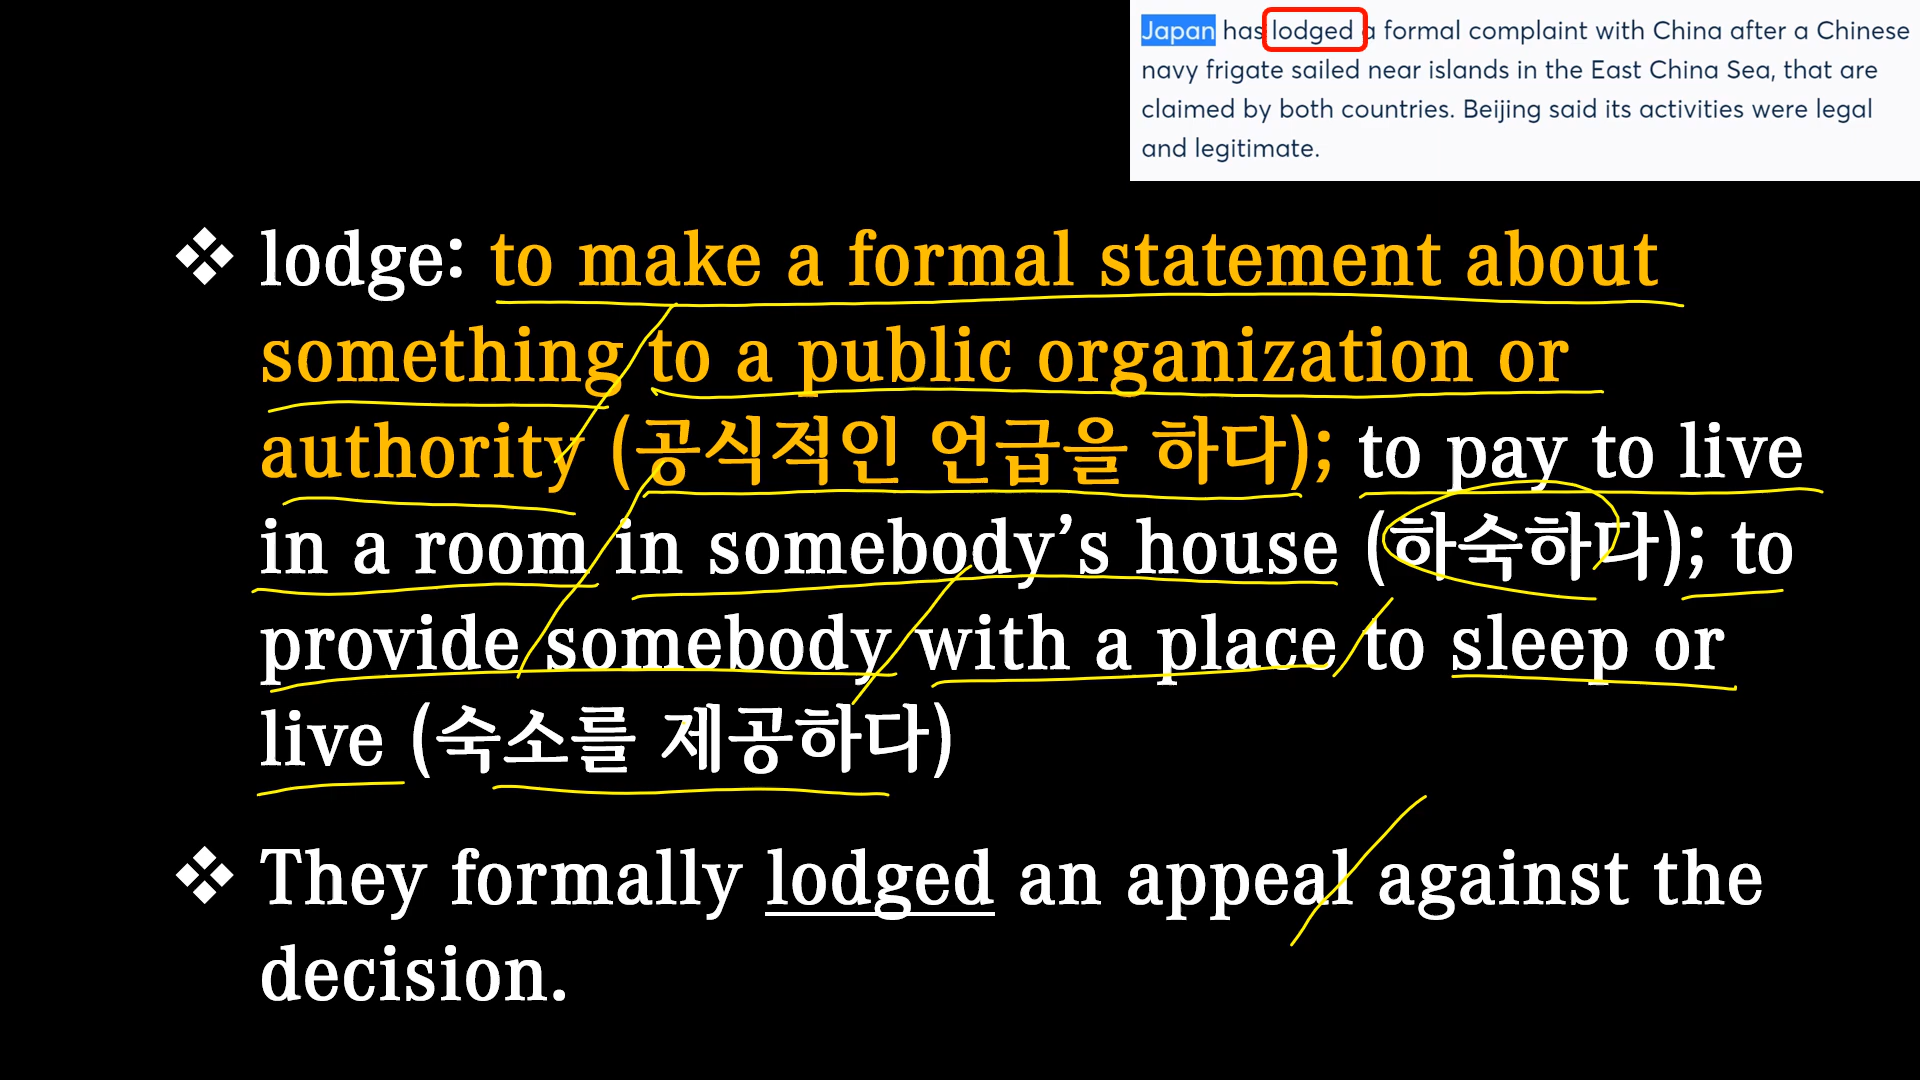 Japan has lodged a formal complaint with China after a Chinese
navy frigate sailed near islands in the East China Sea, that are
claimed by both countries. Beijing said its activities were legal
and legitimate.
❖ lodge: to make a formal statement about
something to a public organization or
authority (공식적인 언급을 하다); to pay to live
in a room in somebody’s house (하숙하다); to
provide somebody with a place to sleep or
live (숙소를 제공하다)
❖ They formally lodged an appeal against the
decision.